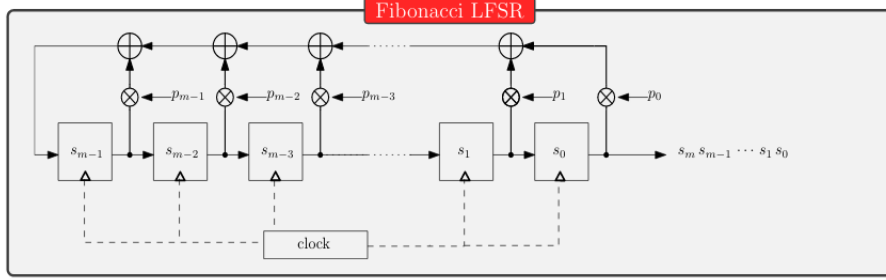 Fibonacci LFSR
p_{m−1} p_{m−2} p_{m−3} p_1 p_0
s_{m−1} s_{m−2} s_{m−3} s_1 s_0 s_m s_{m−1} ⋯ s_1 s_0
clock